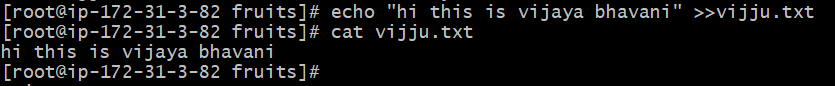 [root@ip-172-31-3-82 fruits]# echo "hi this is vijaya bhavani" >>vijju.txt
[root@ip-172-31-3-82 fruits]# cat vijju.txt
hi this is vijaya bhavani
[root@ip-172-31-3-82 fruits]#